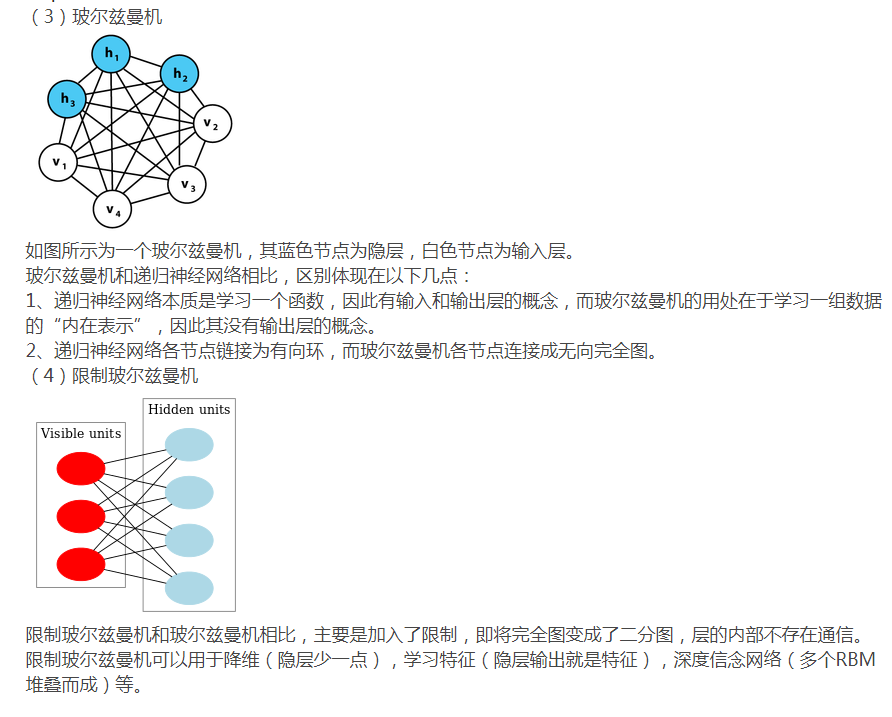 （3）玻尔兹曼机
h1
h2
h3
v2
v1
v3
v4
如图所示为一个玻尔兹曼机，其蓝色节点为隐层，白色节点为输入层。
玻尔兹曼机和递归神经网络相比，区别体现在以下几点：
1、递归神经网络本质是学习一个函数，因此有输入和输出层的概念，而玻尔兹曼机的用处在于学习一组数据
的“内在表示”，因此其没有输出层的概念。
2、递归神经网络各节点链接为有向环，而玻尔兹曼机各节点连接成无向完全图。
（4）限制玻尔兹曼机
Hidden units
Visible units
限制玻尔兹曼机和玻尔兹曼机相比，主要是加入了限制，即将完全图变成了二分图，层的内部不存在通信。
限制玻尔兹曼机可以用于降维（隐层少一点），学习特征（隐层输出就是特征），深度信念网络（多个RBM
堆叠而成）等。